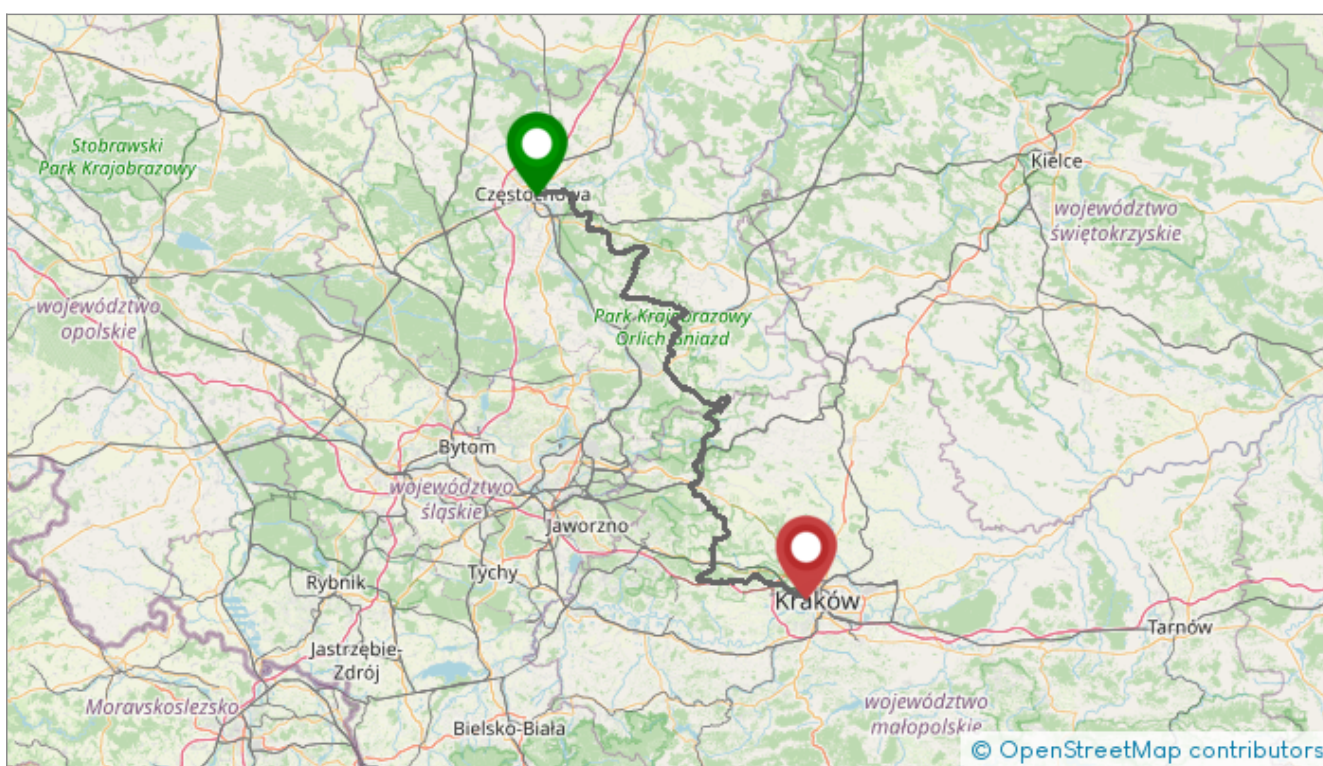 Stobrawski
Park Krajobrazowy
Częstochowa
Kielce
województwo
świętokrzyskie
województwo
opolskie
Park Krajobrazowy
Orlich Gniazd
Bytom
województwo
śląskie
Jaworzno
Rybnik
Tychy
Kraków
Tarnów
Jastrzębie-
Zdrój
Moravskoslezsko
Bielsko-Biała
województwo
małopolskie
© OpenStreetMap contributors